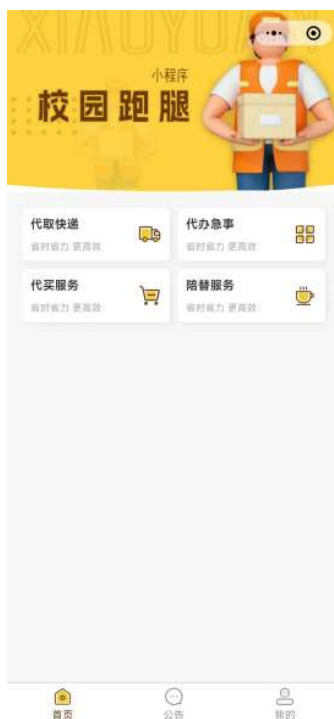 XIAOYUAN
小程序
校园跑腿
代取快递
省时省力 更高效
代办急事
省时省力 更高效
代买服务
省时省力 更高效
陪替服务
省时省力 更高效
首页
公告
我的